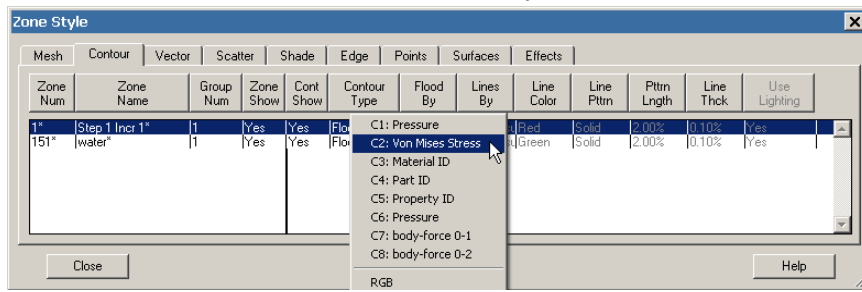 Zone Style
Mesh Contour Vector Scatter Shade Edge Points Surfaces Effects
Zone Num Zone Name Group Num Zone Show Cont Show Contour Type Flood By Lines By Line Color Line Pttrn Pttrn Lngth Line Thck Use Lighting
1* Step 1 Incr 1* 1 Yes Yes Red Solid 2.00% 0.10% Yes
151* water* 1 Yes Yes Green Solid 2.00% 0.10% Yes
C1: Pressure
C2: Von Mises Stress
C3: Material ID
C4: Part ID
C5: Property ID
C6: Pressure
C7: body-force 0-1
C8: body-force 0-2
RGB
Close Help